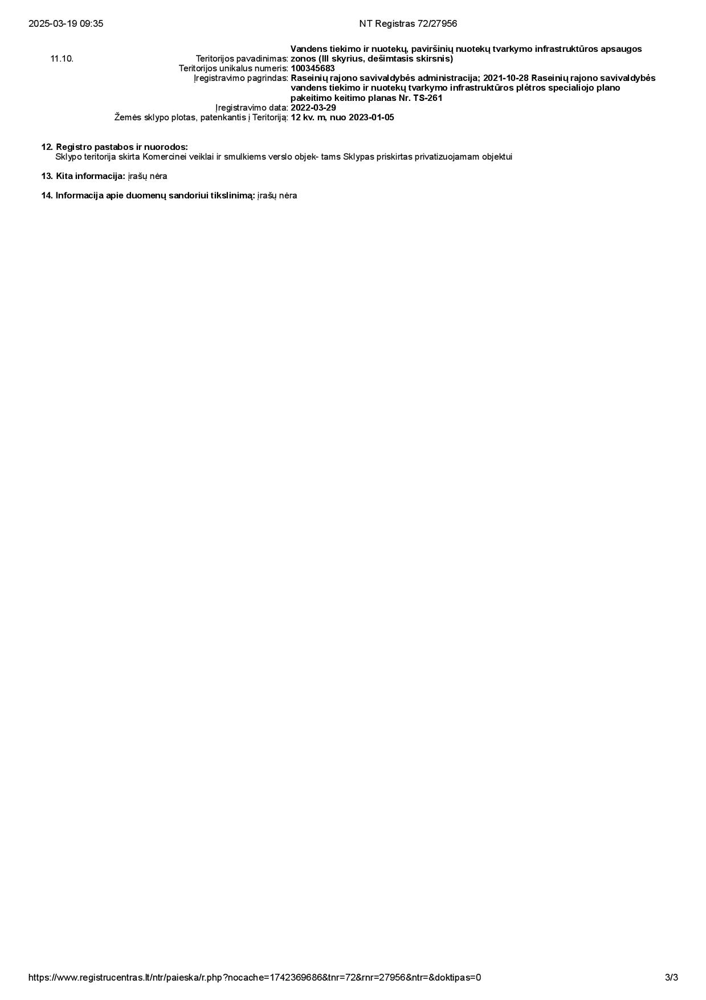 2025-03-19 09:35 NT Registras 72/27956
Vandens tiekimo ir nuotekų, paviršinių nuotekų tvarkymo infrastruktūros apsaugos
11.10. Teritorijos pavadinimas: zonos (III skyrius, dešimtasis skirsnis)
Teritorijos unikalus numeris: 100345683
Įregistravimo pagrindas: Raseinių rajono savivaldybės administracija; 2021-10-28 Raseinių rajono savivaldybės
vandens tiekimo ir nuotekų tvarkymo infrastruktūros plėtros specialiojo plano
pakeitimo keitimo planas Nr. TS-261
Įregistravimo data: 2022-03-29
Žemės sklypo plotas, patenkantis į Teritoriją: 12 kv. m, nuo 2023-01-05
12. Registro pastabos ir nuorodos:
Sklypo teritorija skirta Komercinei veiklai ir smulkiems verslo objek- tams Sklypas priskirtas privatizuojamam objektui
13. Kita informacija: įrašų nėra
14. Informacija apie duomenų sandoriui tikslinimą: įrašų nėra
https://www.registrucentras.lt/ntr/paieska/r.php?nocache=1742369686&tnr=72&rnr=27956&ntr=&doktipas=0 3/3